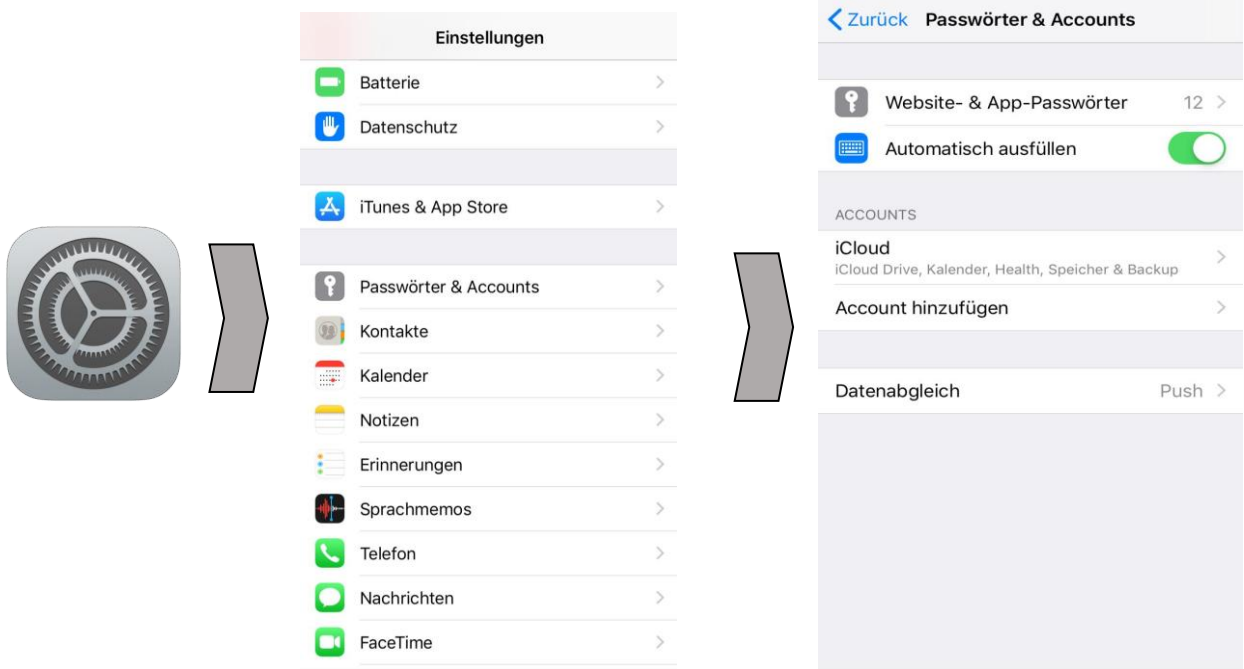 Einstellungen
Batterie
Datenschutz
iTunes & App Store
Passwörter & Accounts
Kontakte
Kalender
Notizen
Erinnerungen
Sprachmemos
Telefon
Nachrichten
FaceTime
Zurück Passwörter & Accounts
Website- & App-Passwörter 12
Automatisch ausfüllen
ACCOUNTS
iCloud
iCloud Drive, Kalender, Health, Speicher & Backup
Account hinzufügen
Datenabgleich Push